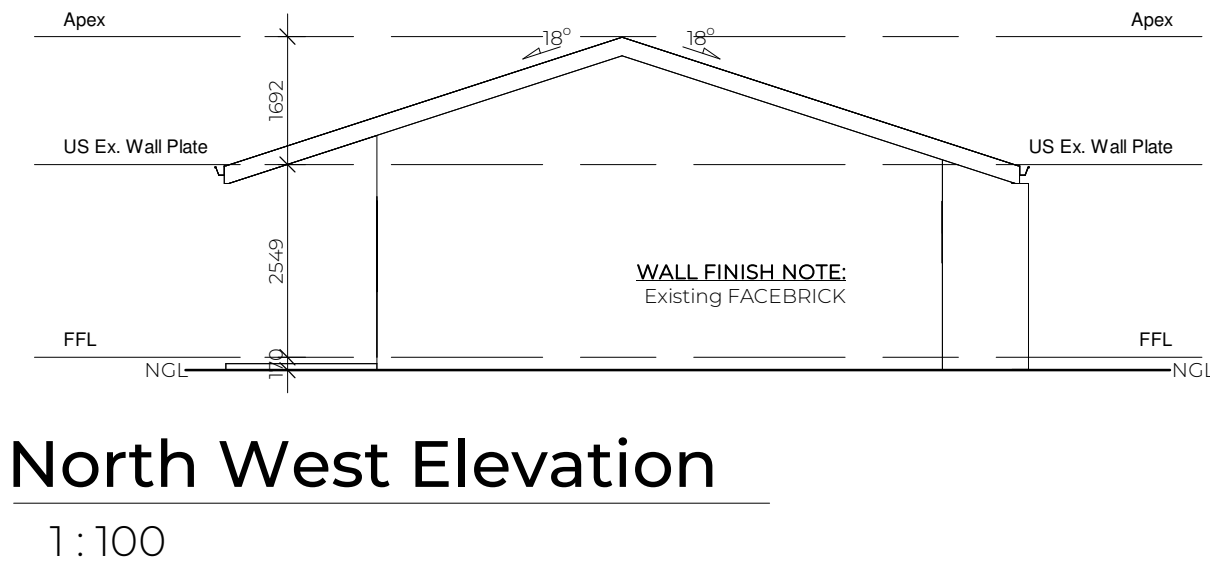 Apex
Apex
18°
18°
1692
US Ex. Wall Plate
US Ex. Wall Plate
2549
WALL FINISH NOTE:
Existing FACEBRICK
FFL
FFL
170
NGL
NGL
North West Elevation
1 : 100